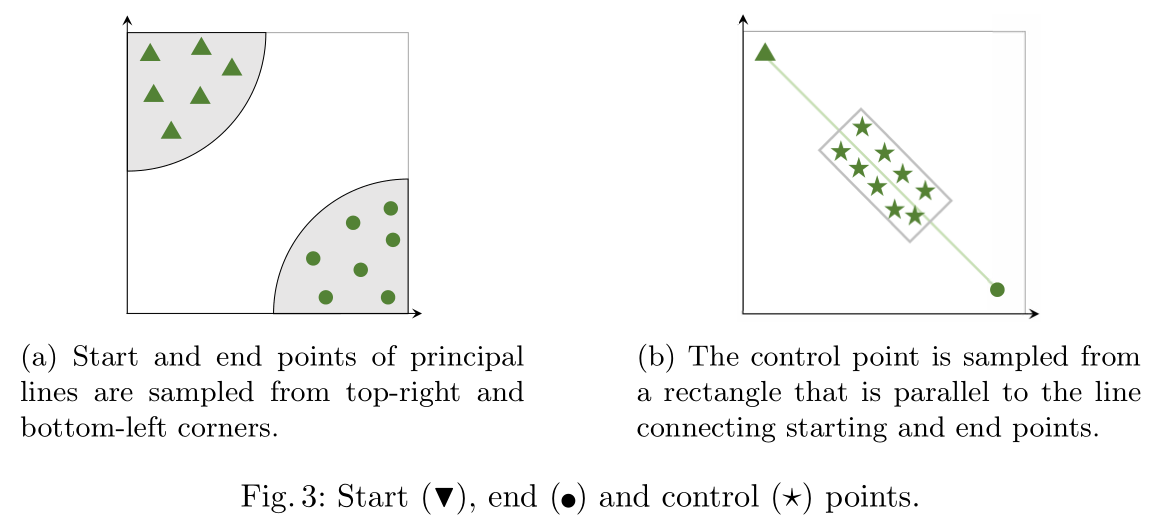 (a) Start and end points of principal
lines are sampled from top-right and
bottom-left corners.
(b) The control point is sampled from
a rectangle that is parallel to the line
connecting starting and end points.
Fig. 3: Start (▼), end (●) and control (⋆) points.